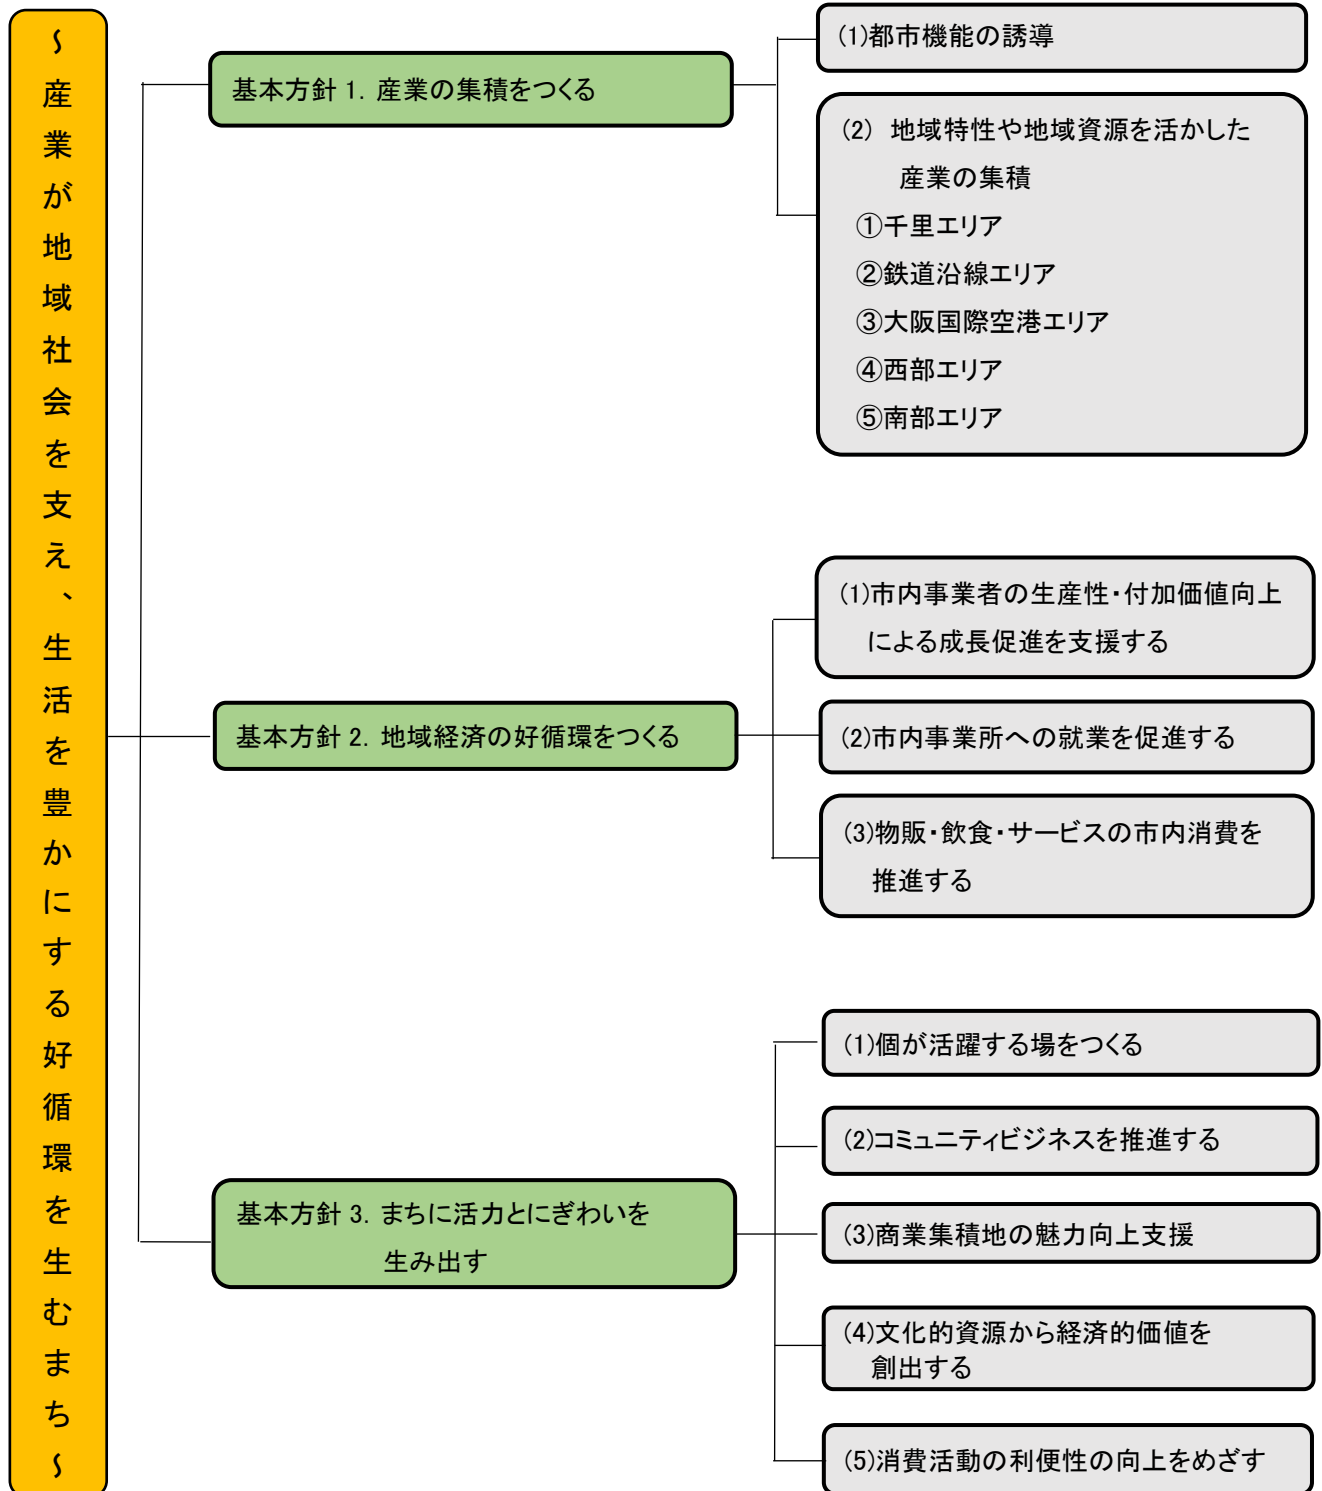 ～産業が地域社会を支え、生活を豊かにする好循環を生むまち～
基本方針 1. 産業の集積をつくる
(1)都市機能の誘導
(2) 地域特性や地域資源を活かした
産業の集積
①千里エリア
②鉄道沿線エリア
③大阪国際空港エリア
④西部エリア
⑤南部エリア
基本方針 2. 地域経済の好循環をつくる
(1)市内事業者の生産性・付加価値向上
による成長促進を支援する
(2)市内事業所への就業を促進する
(3)物販・飲食・サービスの市内消費を
推進する
基本方針 3. まちに活力とにぎわいを
生み出す
(1)個が活躍する場をつくる
(2)コミュニティビジネスを推進する
(3)商業集積地の魅力向上支援
(4)文化的資源から経済的価値を
創出する
(5)消費活動の利便性の向上をめざす